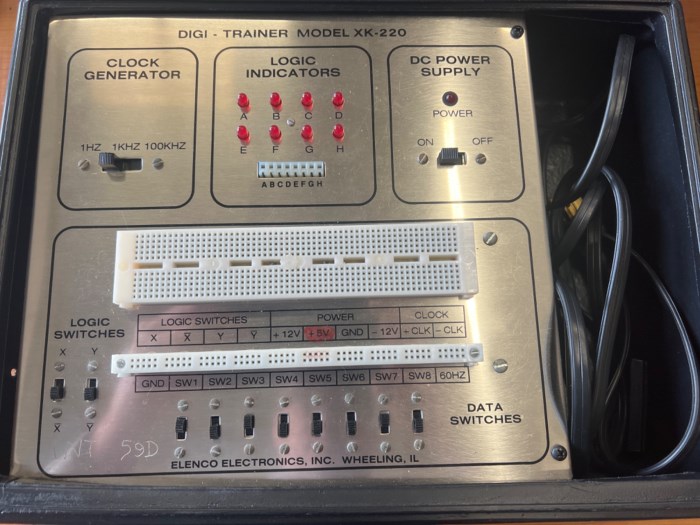 DIGI - TRAINER MODEL XK-220
CLOCK
GENERATOR
1HZ 1KHZ 100KHZ
LOGIC
INDICATORS
A B C D
E F G H
ABCDEFGH
DC POWER
SUPPLY
POWER
ON OFF
LOGIC SWITCHES POWER CLOCK
X X̅ Y Y̅ +12V +5V GND -12V +CLK -CLK
GND SW1 SW2 SW3 SW4 SW5 SW6 SW7 SW8 60HZ
LOGIC
SWITCHES
X Y
X̅ Y̅
DATA
SWITCHES
59D
ELENCO ELECTRONICS, INC. WHEELING, IL